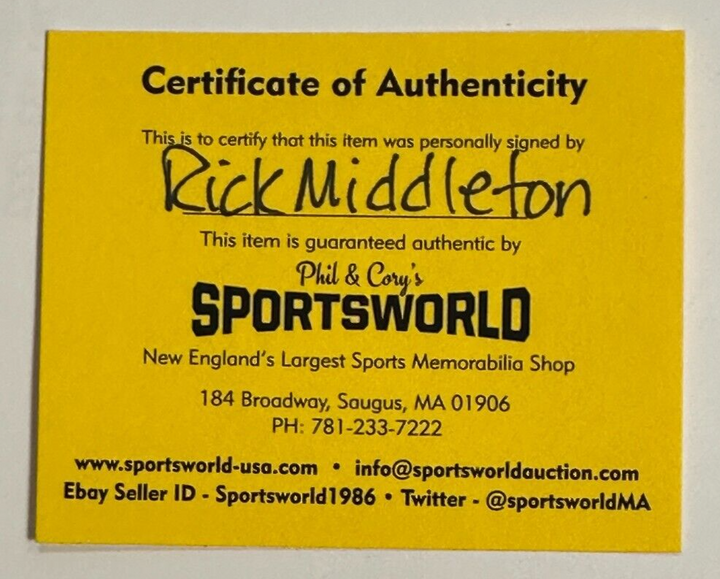 Certificate of Authenticity
This is to certify that this item was personally signed by
Rick Middleton
This item is guaranteed authentic by
Phil & Cory's
SPORTSWORLD
New England's Largest Sports Memorabilia Shop
184 Broadway, Saugus, MA 01906
PH: 781-233-7222
www.sportsworld-usa.com • info@sportsworldauction.com
Ebay Seller ID - Sportsworld1986 • Twitter - @sportsworldMA